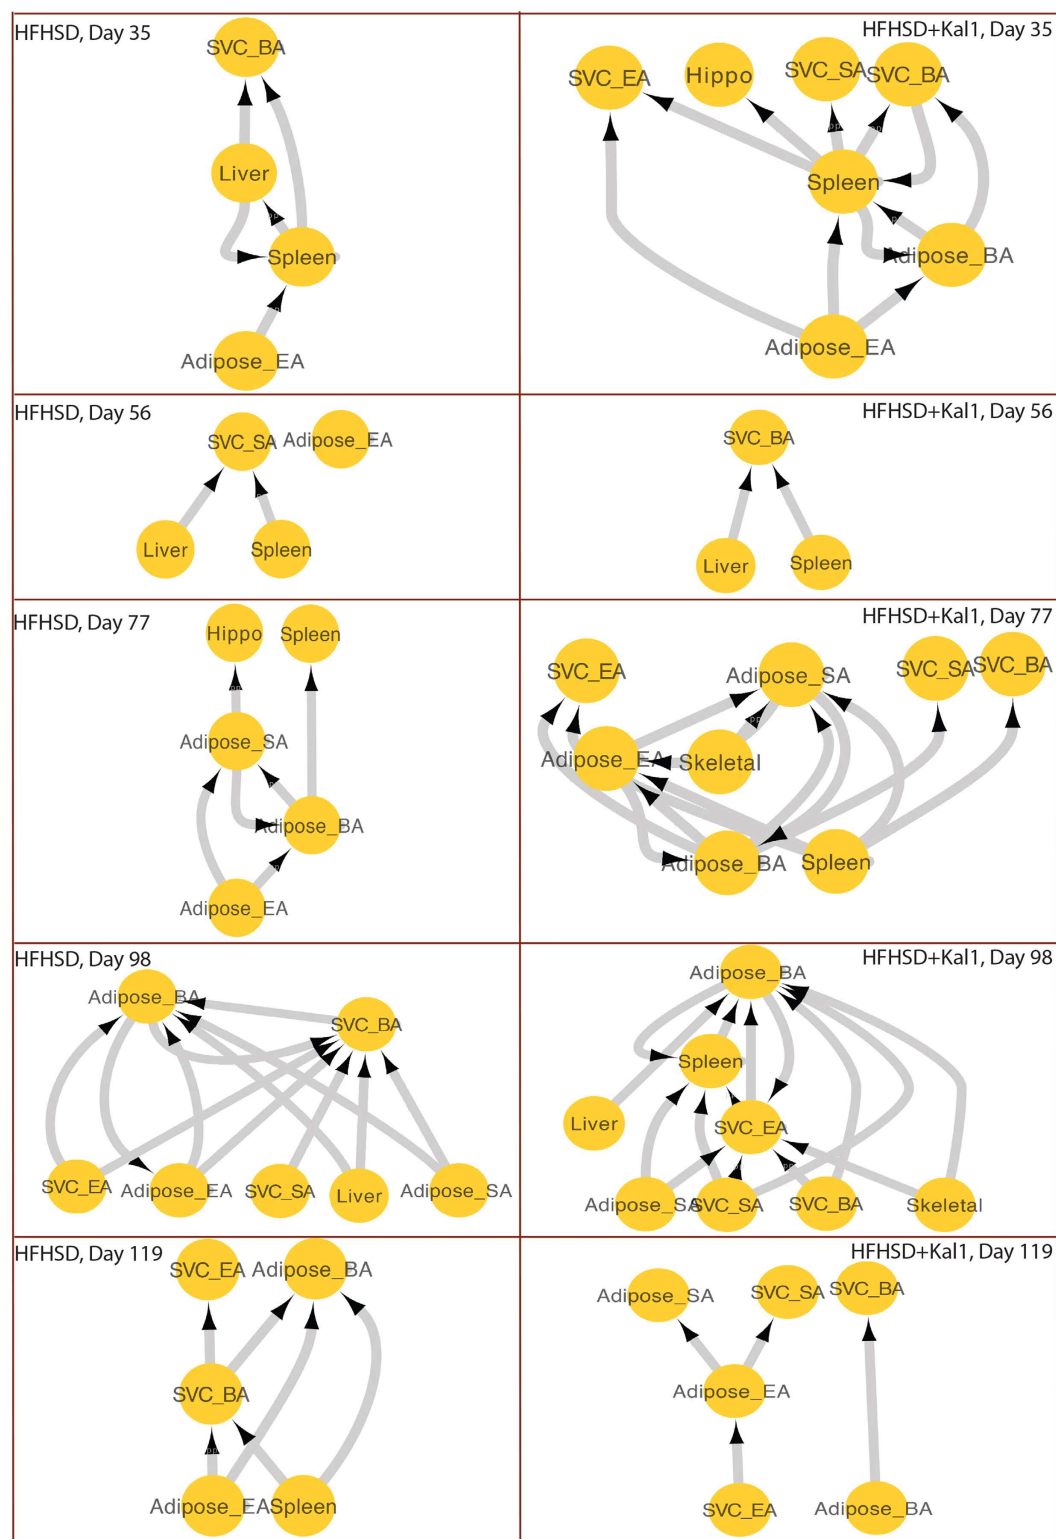 HFHSD, Day 35
SVC_BA
Liver
Spleen
Adipose_EA
HFHSD+Kal1, Day 35
SVC_EA
Hippo
SVC_SA
SVC_BA
Spleen
Adipose_BA
Adipose_EA
HFHSD, Day 56
SVC_SA
Adipose_EA
Liver
Spleen
HFHSD+Kal1, Day 56
SVC_BA
Liver
Spleen
HFHSD, Day 77
Hippo
Spleen
Adipose_SA
Adipose_BA
Adipose_EA
HFHSD+Kal1, Day 77
SVC_EA
Adipose_SA
SVC_SA
SVC_BA
Adipose_EA
Skeletal
Adipose_BA
Spleen
HFHSD, Day 98
Adipose_BA
SVC_BA
SVC_EA
Adipose_EA
SVC_SA
Liver
Adipose_SA
HFHSD+Kal1, Day 98
Adipose_BA
Spleen
Liver
SVC_EA
Adipose_SA
SVC_SA
SVC_BA
Skeletal
HFHSD, Day 119
SVC_EA
Adipose_BA
SVC_BA
Adipose_EA
Spleen
HFHSD+Kal1, Day 119
Adipose_SA
SVC_SA
SVC_BA
Adipose_EA
SVC_EA
Adipose_BA